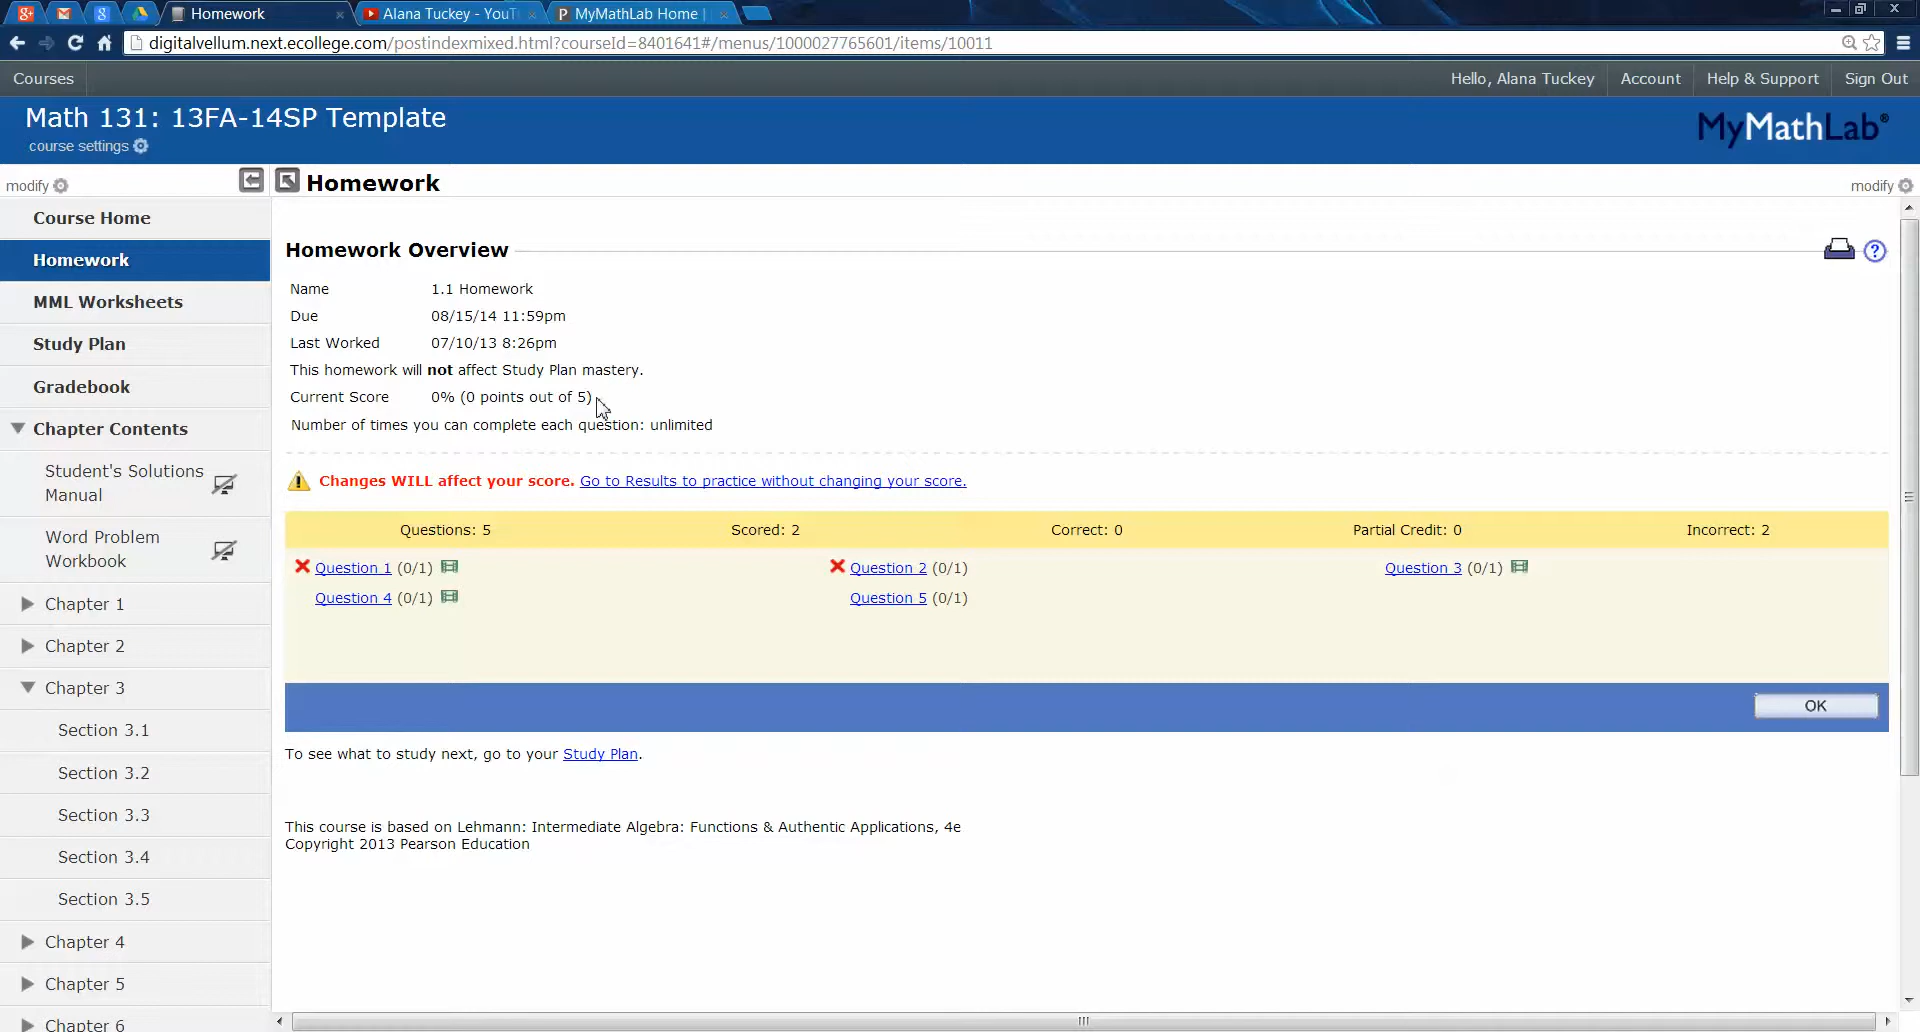 Homework
Alana Tuckey - YouT
MyMathLab Home |
digitalvellum.next.ecollege.com/postindexmixed.html?courseId=8401641#/menus/1000027765601/items/10011
Courses
Hello, Alana Tuckey
Account
Help & Support
Sign Out
Math 131: 13FA-14SP Template
course settings
MyMathLab®
modify
Homework
modify
Course Home
Homework
MML Worksheets
Study Plan
Gradebook
Chapter Contents
Student's Solutions
Manual
Word Problem
Workbook
Chapter 1
Chapter 2
Chapter 3
Section 3.1
Section 3.2
Section 3.3
Section 3.4
Section 3.5
Chapter 4
Chapter 5
Chapter 6
Homework Overview
Name 1.1 Homework
Due 08/15/14 11:59pm
Last Worked 07/10/13 8:26pm
This homework will not affect Study Plan mastery.
Current Score 0% (0 points out of 5)
Number of times you can complete each question: unlimited
Changes WILL affect your score. Go to Results to practice without changing your score.
Questions: 5 Scored: 2 Correct: 0 Partial Credit: 0 Incorrect: 2
Question 1 (0/1) Question 2 (0/1) Question 3 (0/1)
Question 4 (0/1) Question 5 (0/1)
OK
To see what to study next, go to your Study Plan.
This course is based on Lehmann: Intermediate Algebra: Functions & Authentic Applications, 4e
Copyright 2013 Pearson Education